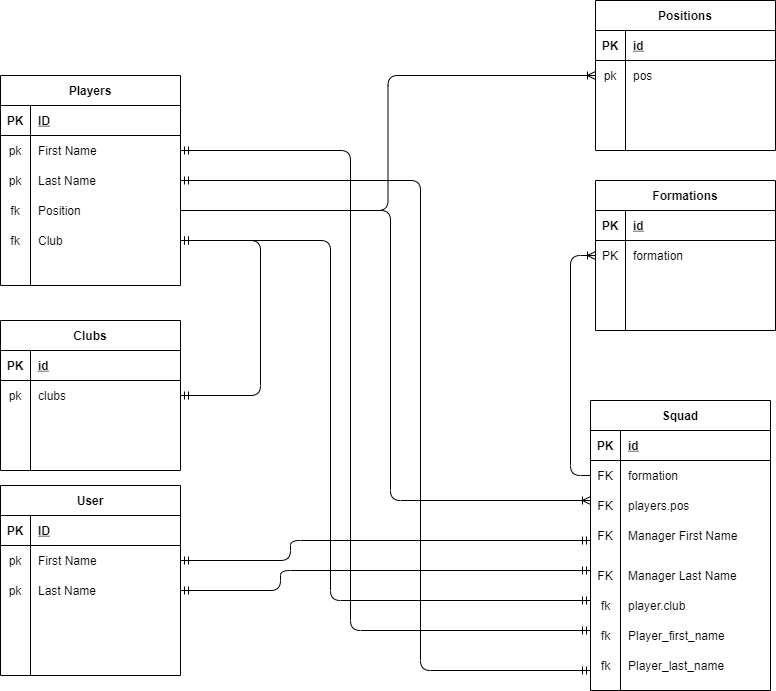 Positions
PK id
pk pos
Players
PK ID
pk First Name
pk Last Name
fk Position
fk Club
Formations
PK id
PK formation
Clubs
PK id
pk clubs
Squad
PK id
FK formation
FK players.pos
FK Manager First Name
FK Manager Last Name
fk player.club
fk Player_first_name
fk Player_last_name
User
PK ID
pk First Name
pk Last Name